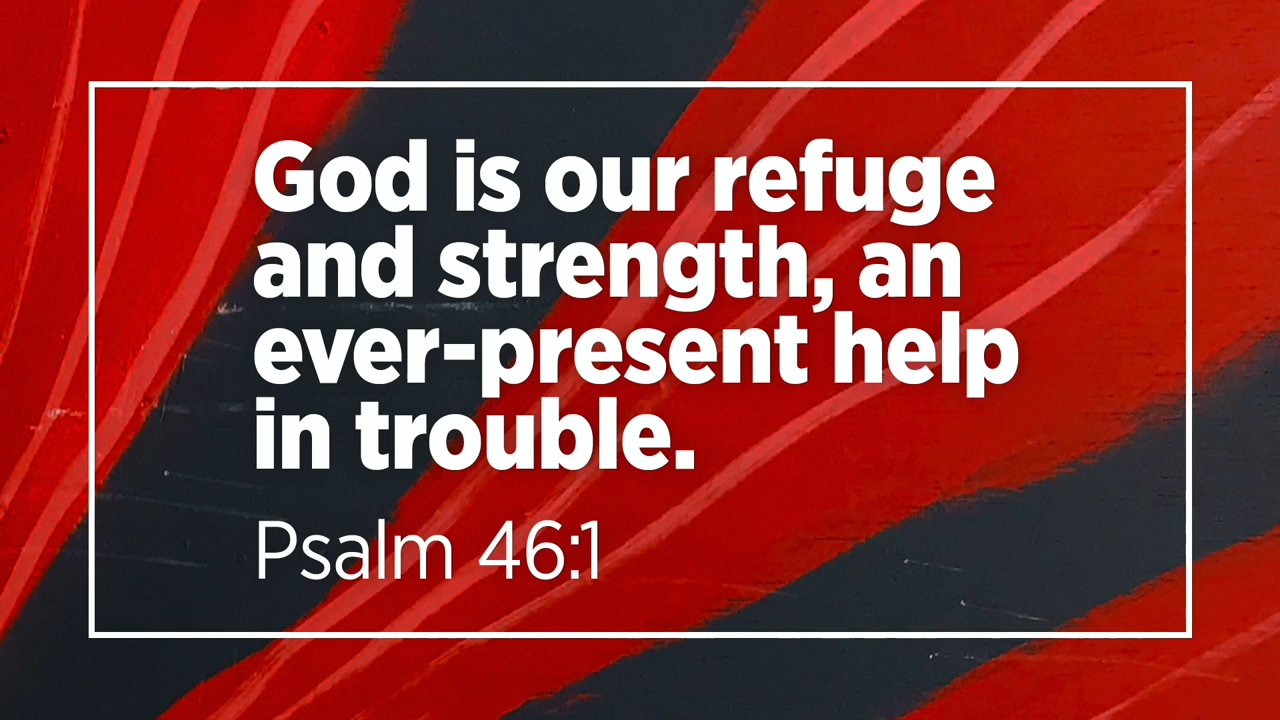 God is our refuge
and strength, an
ever-present help
in trouble.
Psalm 46:1